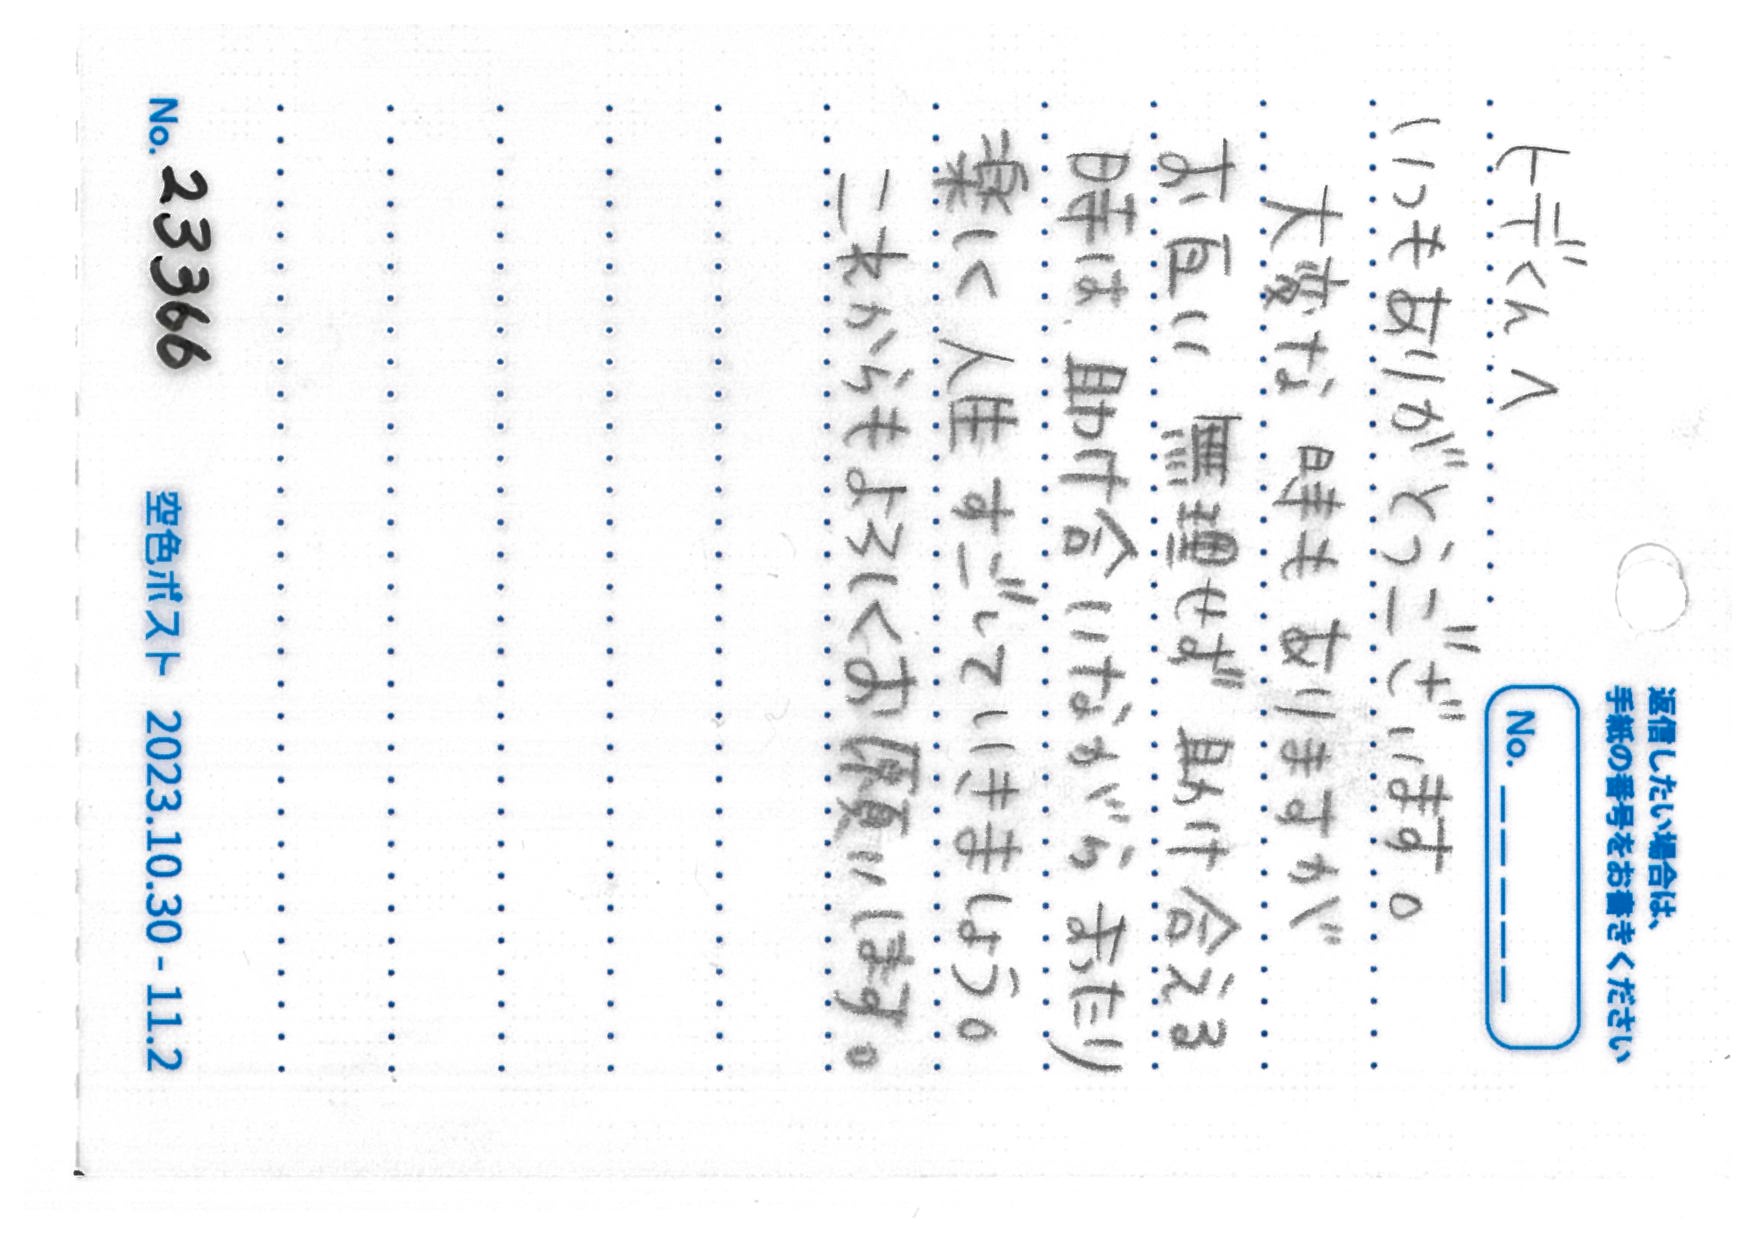 返信したい場合は、
手紙の番号をお書きください
No. _ _ _ _ _
ヒデくんへ
いつもありがとうございます。
大変な時もありますが
お互い無理せず助け合える
時は、助け合いながらまったり
楽しく人生すごしていきましょう。
これからもよろしくお願いします。
No. 23366
空色ポスト 2023.10.30 - 11.2